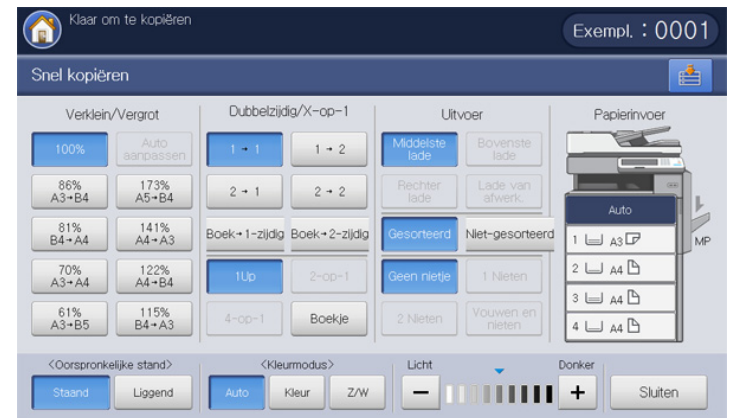 Klaar om te kopiëren
Exempl. : 0001
Snel kopiëren
Verklein/Vergrot
100%
Auto aanpassen
86% A3→B4
173% A5→B4
81% B4→A4
141% A4→A3
70% A3→A4
122% A4→B4
61% A3→B5
115% B4→A3
Dubbelzijdig/X-op-1
1 → 1
1 → 2
2 → 1
2 → 2
Boek→1-zijdig
Boek→2-zijdig
1Up
2-op-1
4-op-1
Boekje
Uitvoer
Middelste lade
Bovenste lade
Rechter lade
Lade van afwerk.
Gesorteerd
Niet-gesorteerd
Geen nietje
1 Nieten
2 Nieten
Vouwen en nieten
Papierinvoer
Auto
1 A3
2 A4
3 A4
4 A4
MP
<Oorspronkelijke stand>
Staand
Liggend
<Kleurmodus>
Auto
Kleur
Z/W
Licht
Donker
−
+
Sluiten